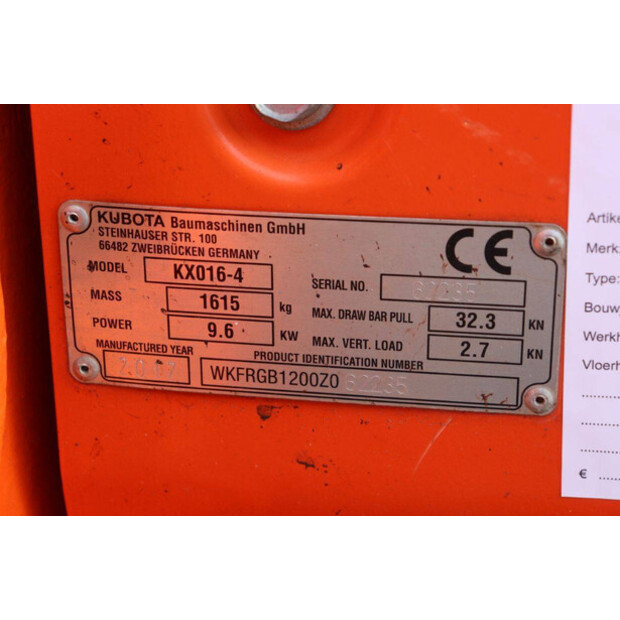 KUBOTA Baumaschinen GmbH
STEINHAUSER STR. 100
66482 ZWEIBRÜCKEN GERMANY
CE
MODEL KX016-4
SERIAL NO. 62235
MASS 1615 kg
MAX. DRAW BAR PULL 32.3 KN
POWER 9.6 KW
MAX. VERT. LOAD 2.7 KN
MANUFACTURED YEAR
PRODUCT IDENTIFICATION NUMBER
WKFRGB1200Z062235
Artike
Merk:
Type:
Bouw
Werkh
Vloerh
€